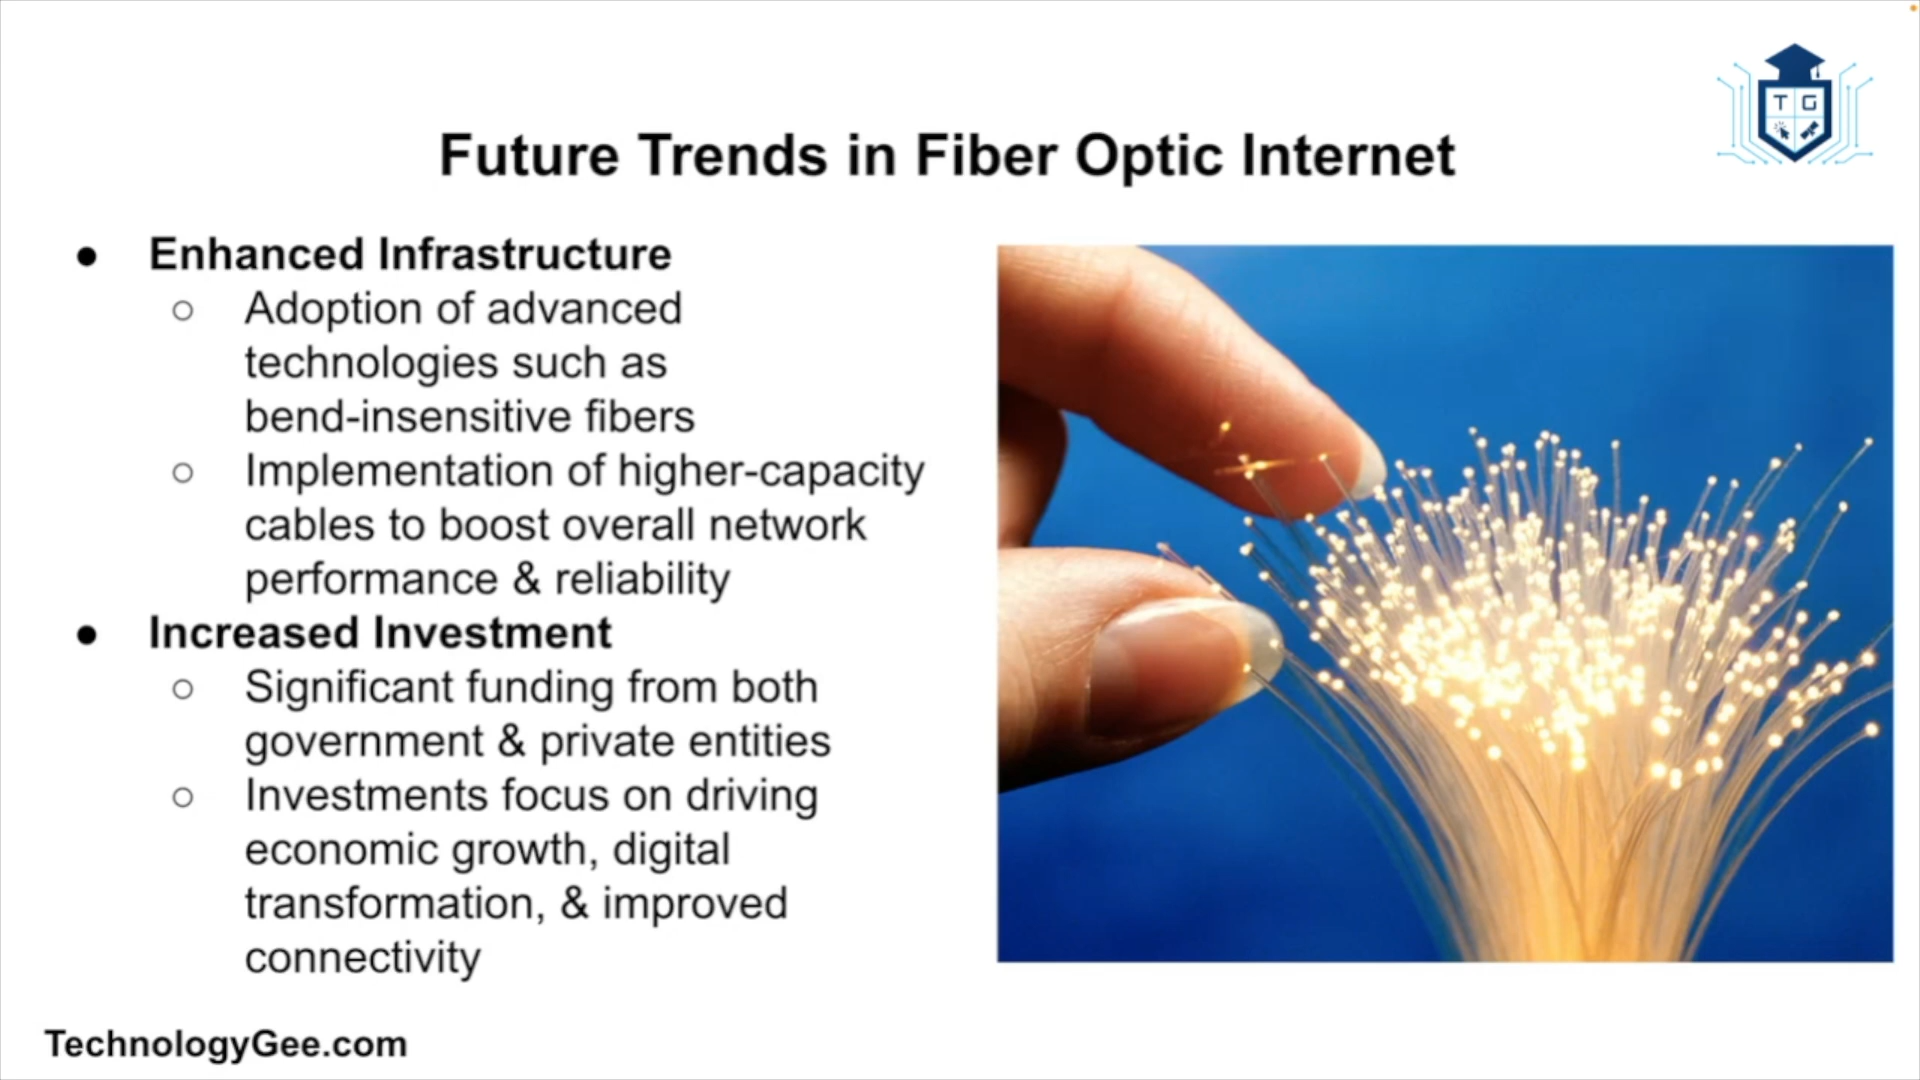 T G
Future Trends in Fiber Optic Internet
● Enhanced Infrastructure
○ Adoption of advanced
technologies such as
bend-insensitive fibers
○ Implementation of higher-capacity
cables to boost overall network
performance & reliability
● Increased Investment
○ Significant funding from both
government & private entities
○ Investments focus on driving
economic growth, digital
transformation, & improved
connectivity
TechnologyGee.com